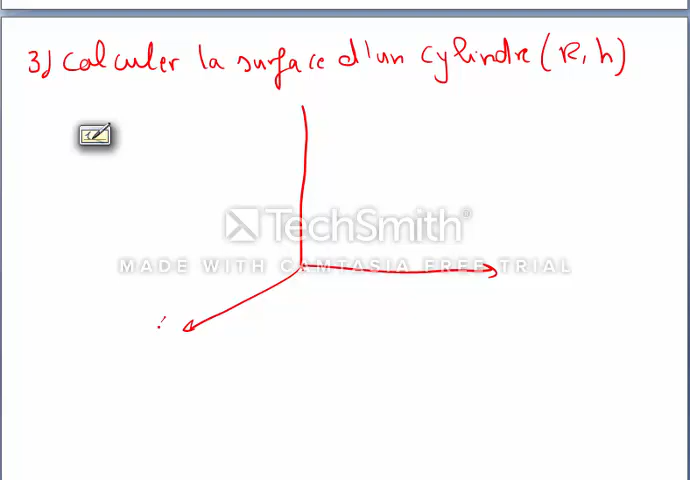 3) Calculer la surface d'un cylindre (R, h)
TechSmith®
MADE WITH CAMTASIA FREE TRIAL